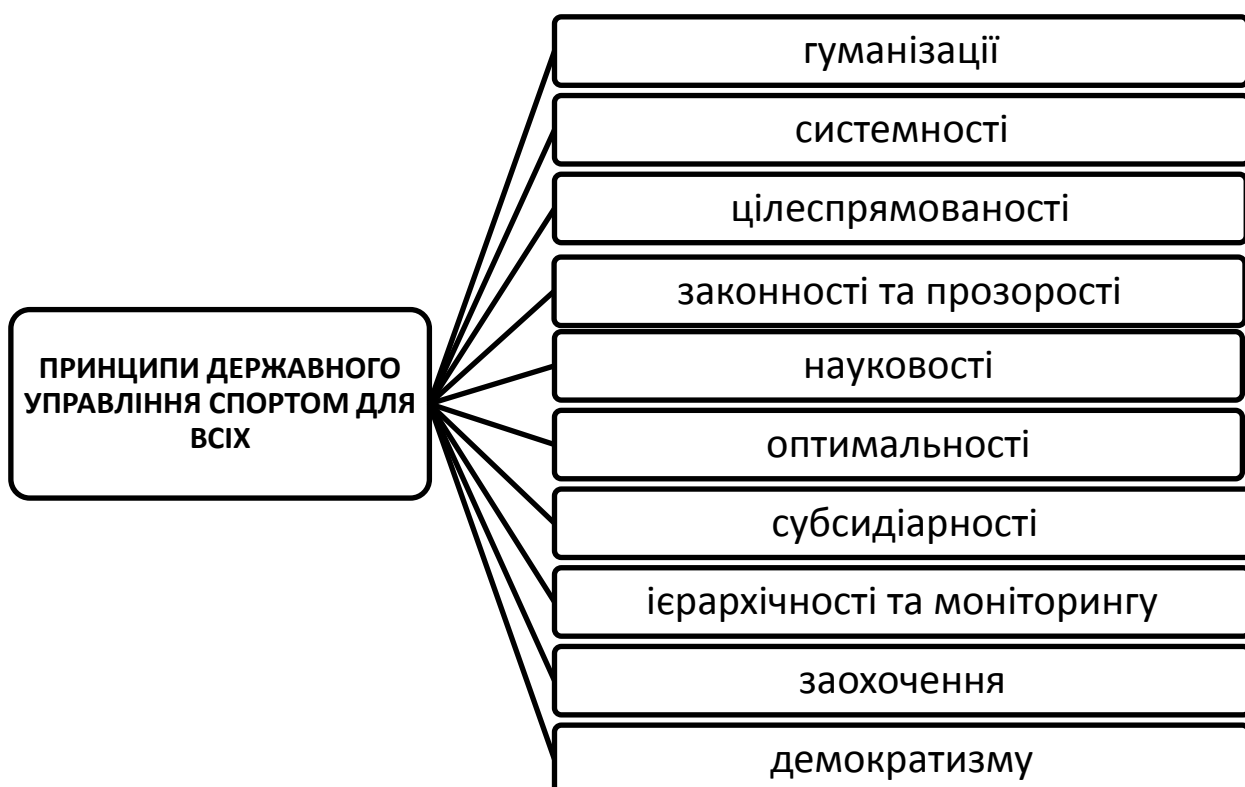 ПРИНЦИПИ ДЕРЖАВНОГО
УПРАВЛІННЯ СПОРТОМ ДЛЯ
ВСІХ
гуманізації
системності
цілеспрямованості
законності та прозорості
науковості
оптимальності
субсидіарності
ієрархічності та моніторингу
заохочення
демократизму